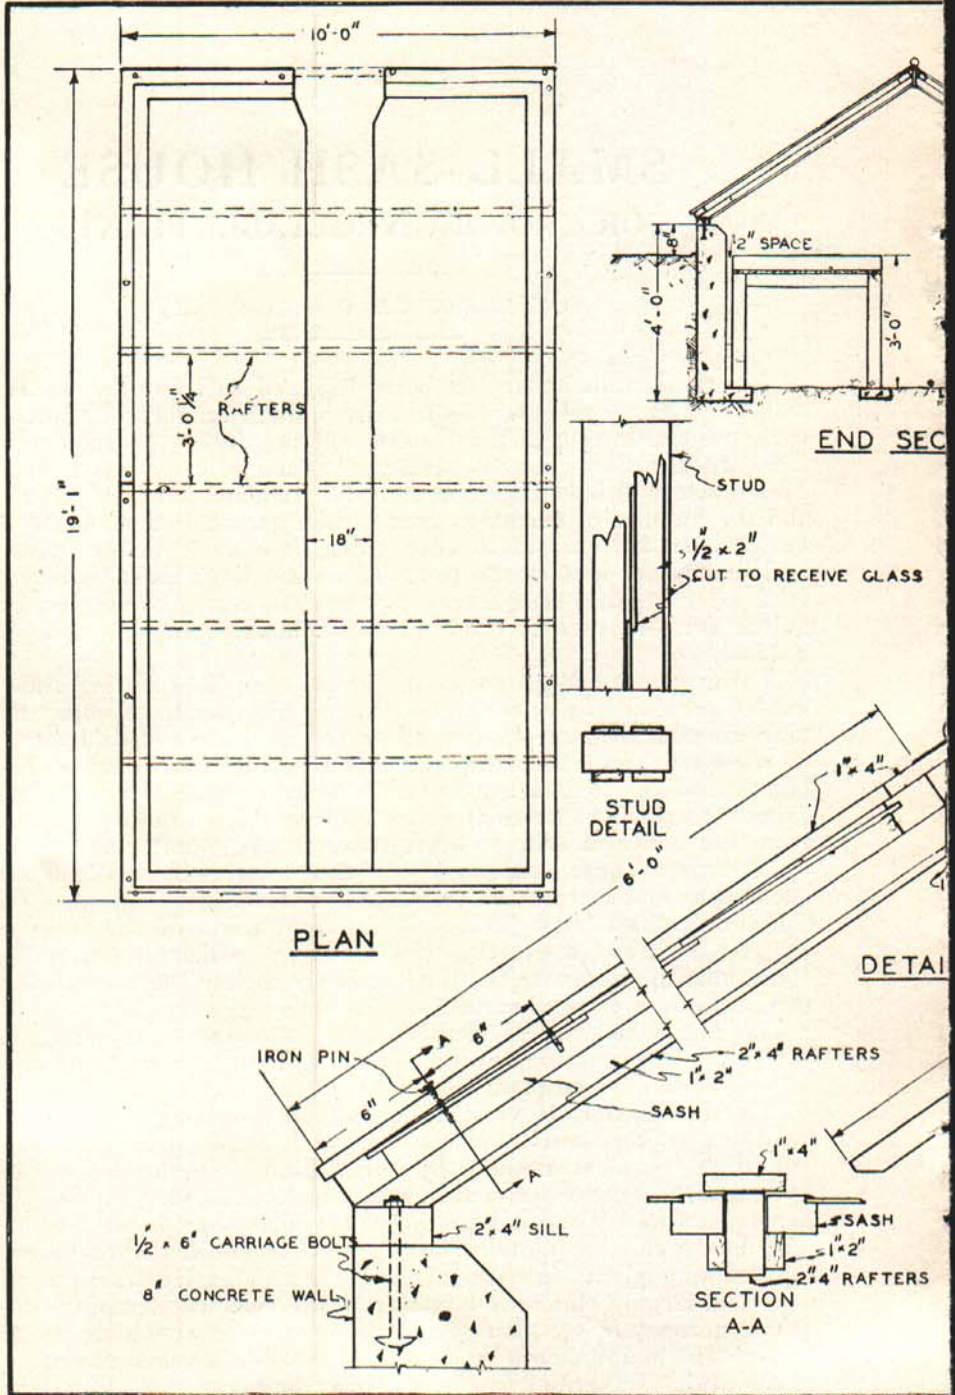 10'-0"
19'-1"
3'-0 1/4"
RAFTERS
18"
PLAN
8"
2" SPACE
4'-0"
3'-0"
END SEC
STUD
1/2" x 2"
CUT TO RECEIVE GLASS
STUD
DETAIL
1" x 4"
6'-0"
DETAI
IRON PIN
A
6"
6"
2" x 4" RAFTERS
1" x 2"
SASH
A
1/2 x 6" CARRIAGE BOLTS
2" x 4" SILL
8" CONCRETE WALL
1" x 4"
SASH
1" x 2"
2" 4" RAFTERS
SECTION
A-A